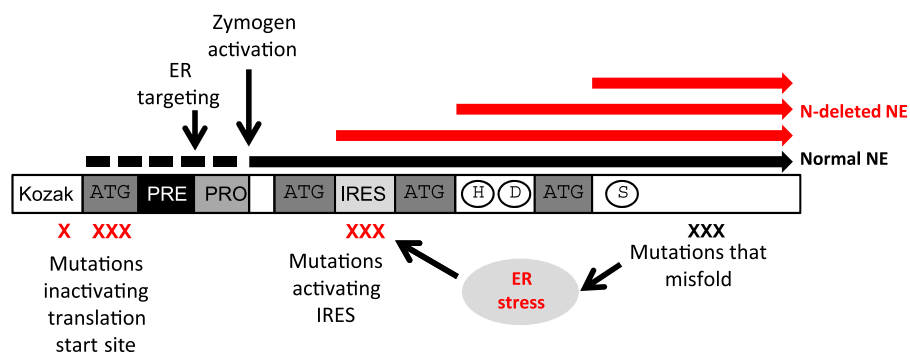 Zymogen
activation
ER
targeting
N-deleted NE
Normal NE
Kozak ATG PRE PRO ATG IRES ATG H D ATG S
X XXX XXX XXX
Mutations
inactivating
translation
start site
Mutations
activating
IRES
ER
stress
Mutations that
misfold